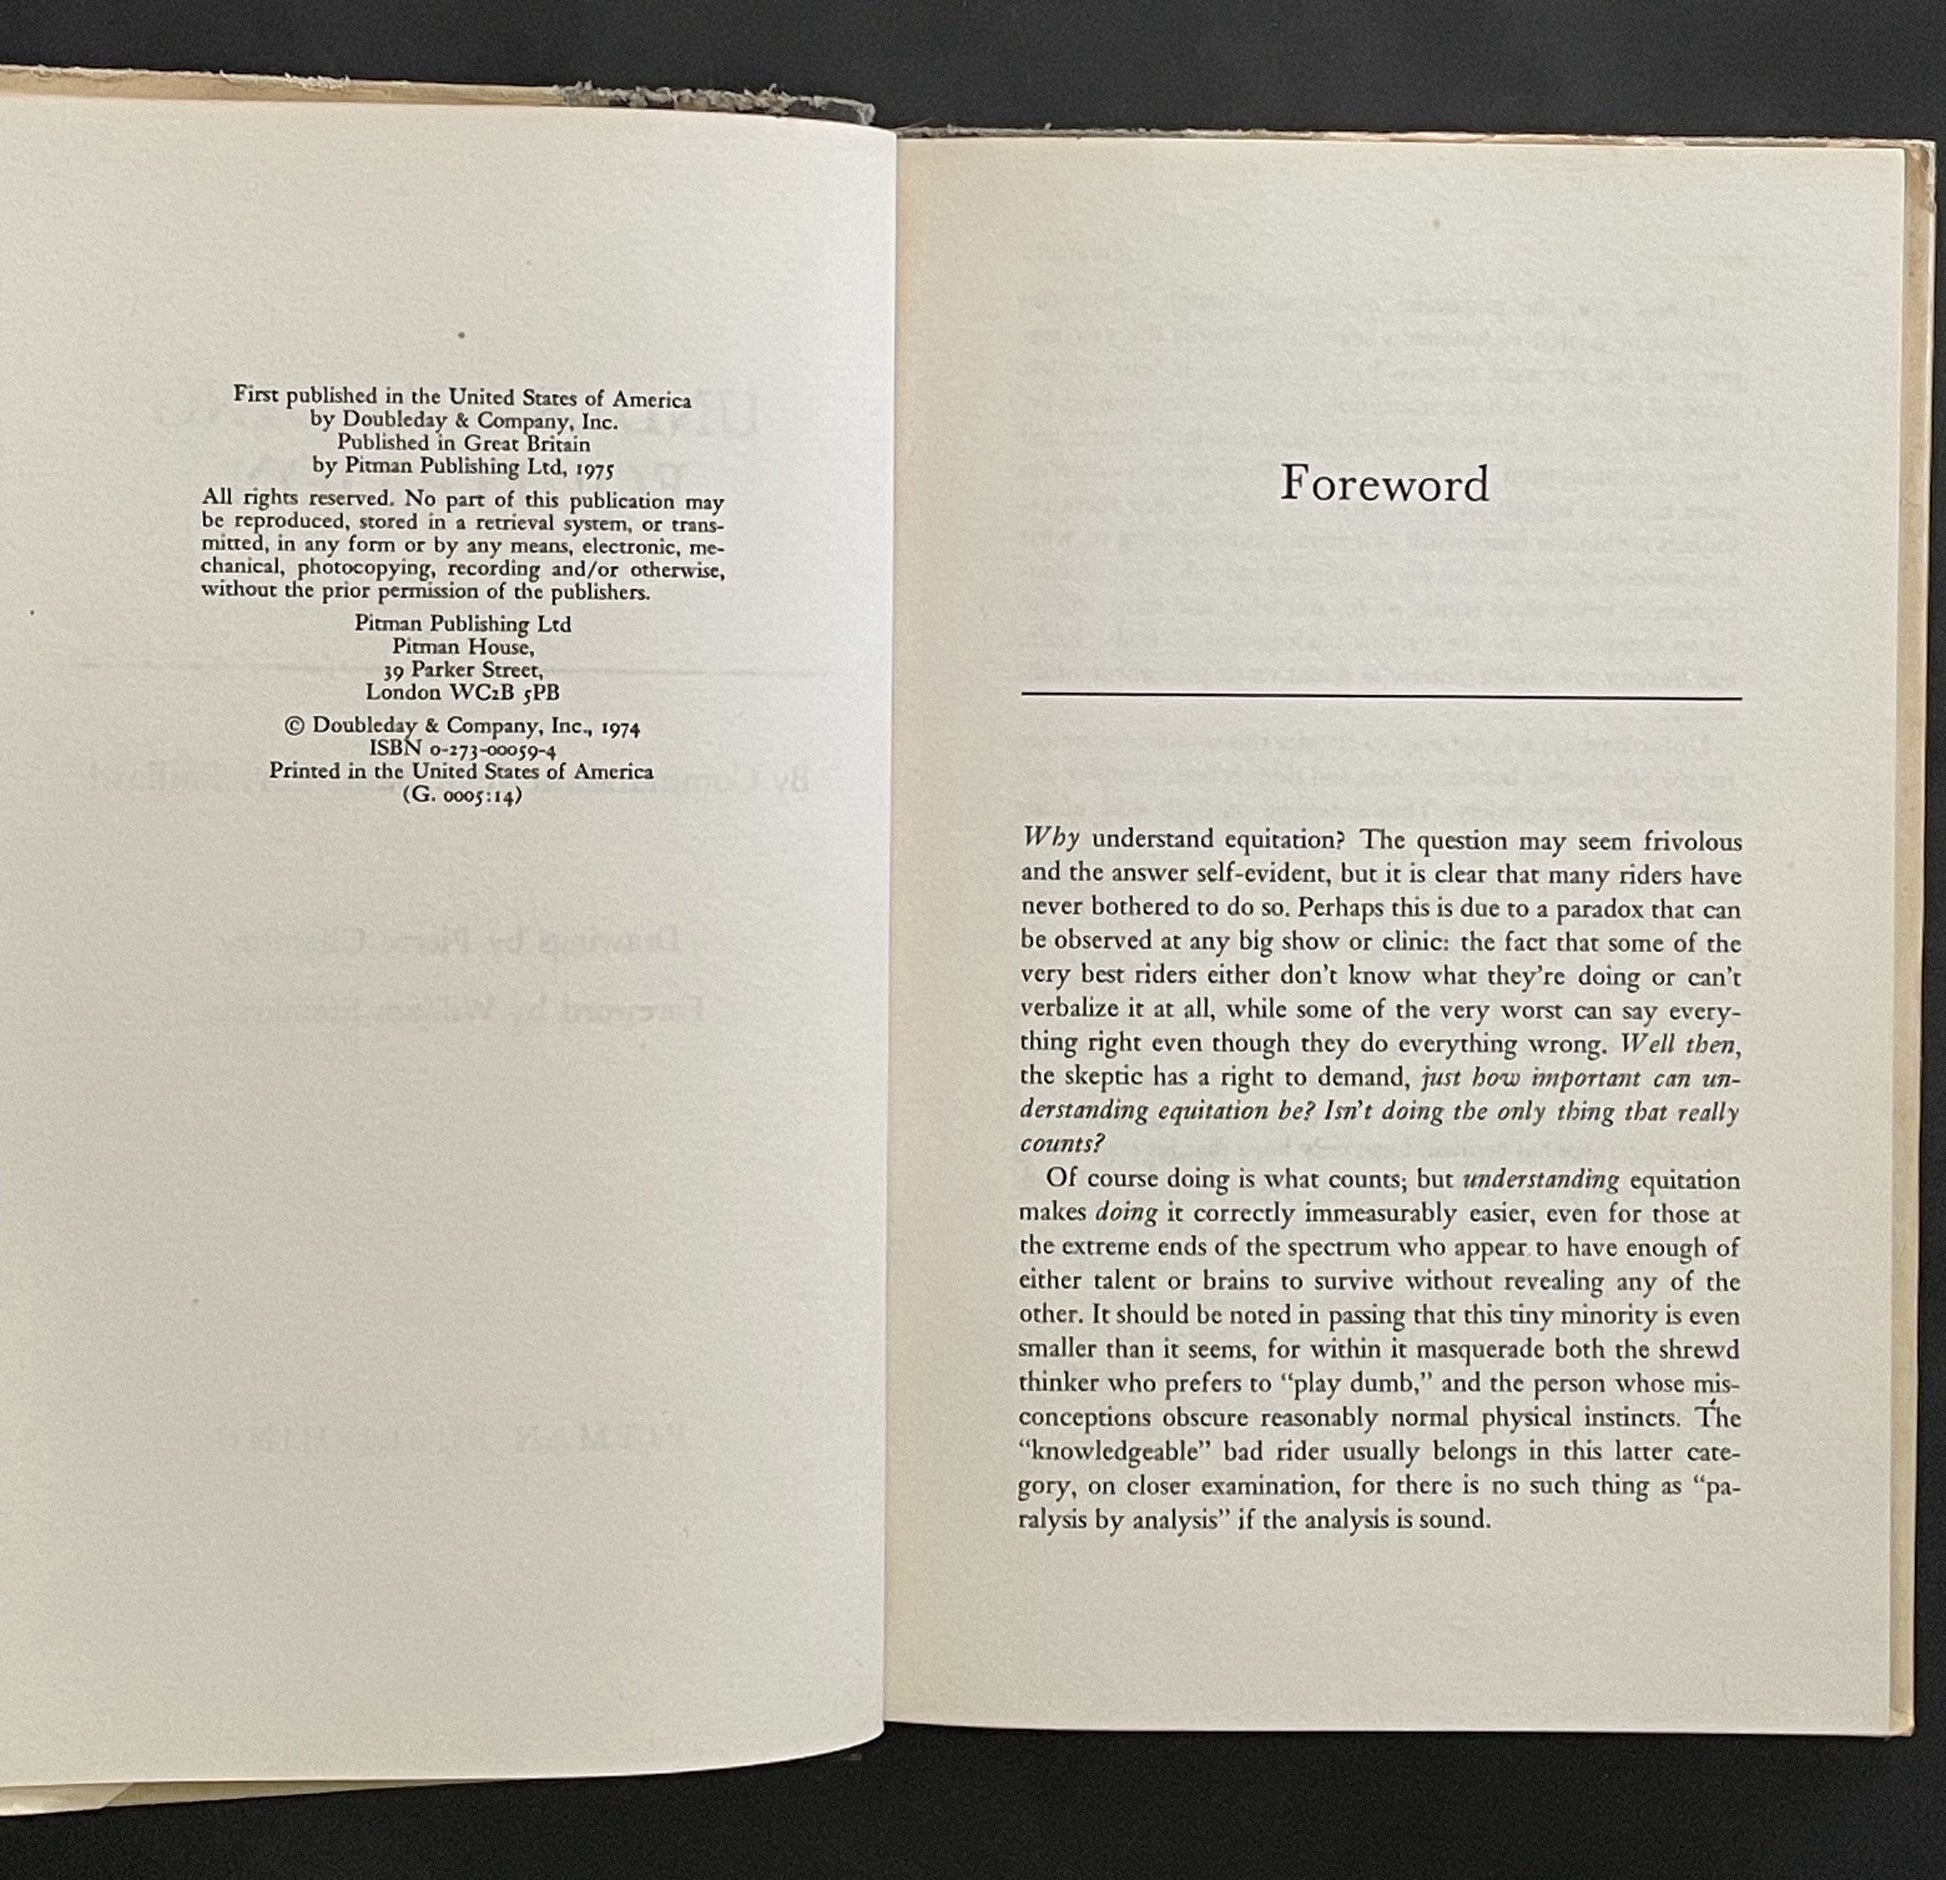 First published in the United States of America
by Doubleday & Company, Inc.
Published in Great Britain
by Pitman Publishing Ltd, 1975
All rights reserved. No part of this publication may
be reproduced, stored in a retrieval system, or trans-
mitted, in any form or by any means, electronic, me-
chanical, photocopying, recording and/or otherwise,
without the prior permission of the publishers.
Pitman Publishing Ltd
Pitman House,
39 Parker Street,
London WC2B 5PB
© Doubleday & Company, Inc., 1974
ISBN 0-273-00059-4
Printed in the United States of America
(G. 0005:14)
Foreword
Why understand equitation? The question may seem frivolous
and the answer self-evident, but it is clear that many riders have
never bothered to do so. Perhaps this is due to a paradox that can
be observed at any big show or clinic: the fact that some of the
very best riders either don't know what they're doing or can't
verbalize it at all, while some of the very worst can say every-
thing right even though they do everything wrong. Well then,
the skeptic has a right to demand, just how important can un-
derstanding equitation be? Isn't doing the only thing that really
counts?
Of course doing is what counts; but understanding equitation
makes doing it correctly immeasurably easier, even for those at
the extreme ends of the spectrum who appear to have enough of
either talent or brains to survive without revealing any of the
other. It should be noted in passing that this tiny minority is even
smaller than it seems, for within it masquerade both the shrewd
thinker who prefers to “play dumb,” and the person whose mis-
conceptions obscure reasonably normal physical instincts. The
“knowledgeable” bad rider usually belongs in this latter cate-
gory, on closer examination, for there is no such thing as “pa-
ralysis by analysis” if the analysis is sound.